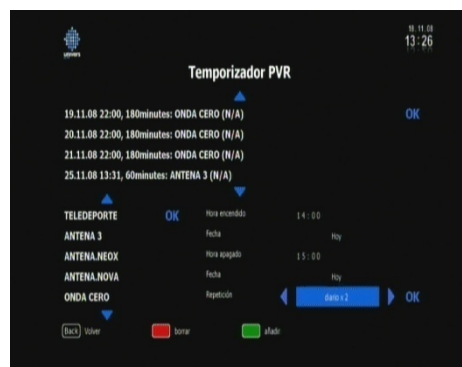 18.11.08
13:26
Temporizador PVR
19.11.08 22:00, 180minutes: ONDA CERO (N/A)
OK
20.11.08 22:00, 180minutes: ONDA CERO (N/A)
21.11.08 22:00, 180minutes: ONDA CERO (N/A)
25.11.08 13:31, 60minutes: ANTENA 3 (N/A)
TELEDEPORTE OK Hora encendido 14:00
ANTENA 3 Fecha Hoy
ANTENA.NEOX Hora apagado 15:00
ANTENA.NOVA Fecha Hoy
ONDA CERO Repetición diario x 2 OK
Back Volver borrar añadir